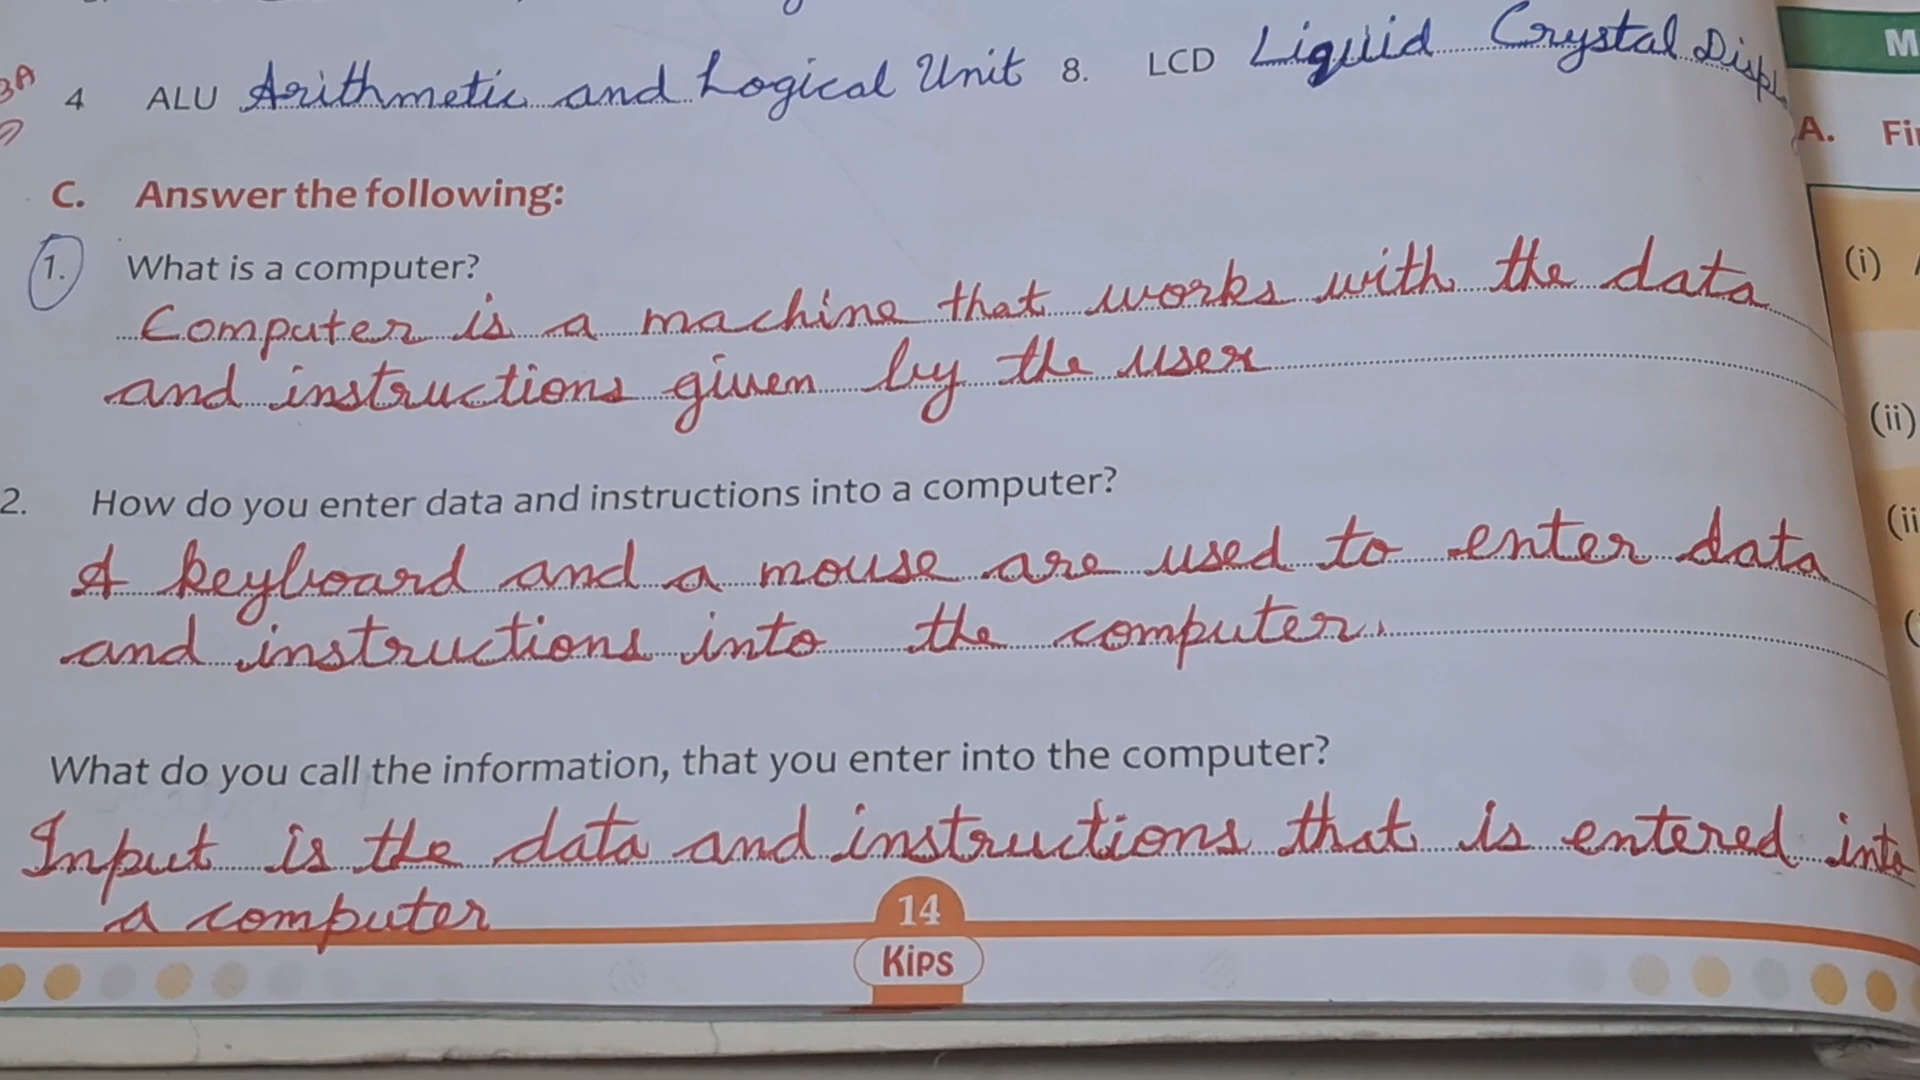 4 ALU Arithmetic and Logical Unit 8. LCD Liquid Crystal Displ
C. Answer the following:
1. What is a computer?
Computer is a machine that works with the data
and instructions given by the user
2. How do you enter data and instructions into a computer?
A keyboard and a mouse are used to enter data
and instructions into the computer.
What do you call the information, that you enter into the computer?
Input is the data and instructions that is entered into
a computer
14
Kips
M
A. Fi
(i)
(ii)
(ii